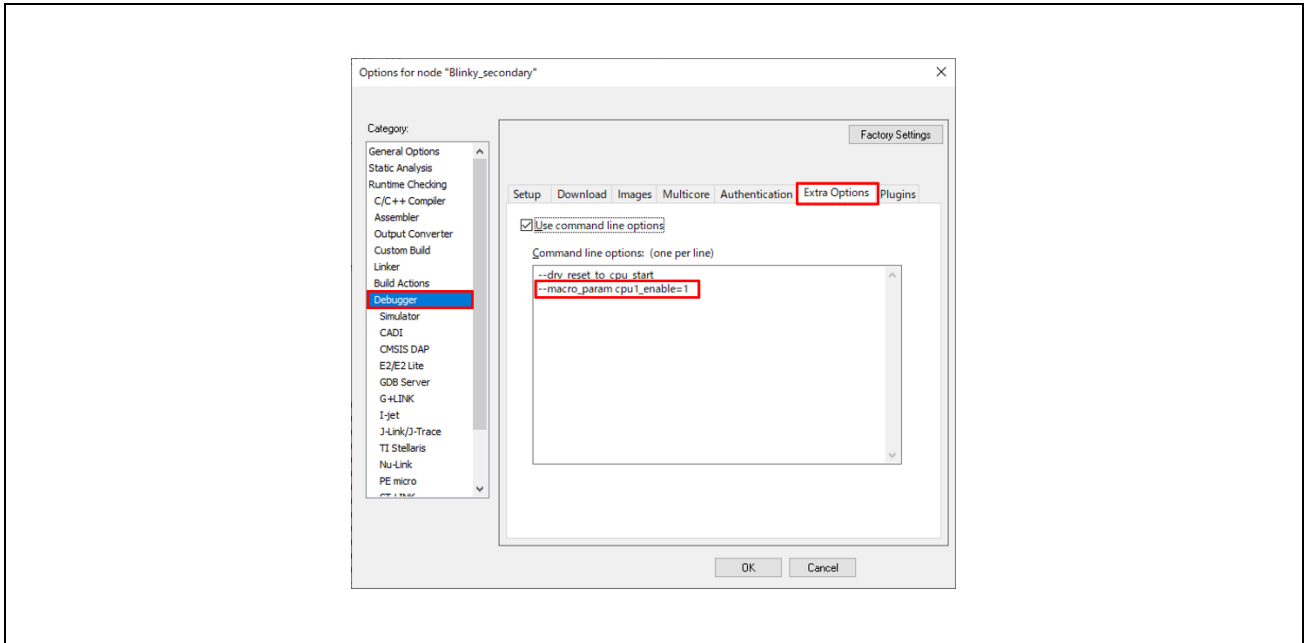 Options for node "Blinky_secondary"
Category:
Factory Settings
General Options
Static Analysis
Runtime Checking
C/C++ Compiler
Assembler
Output Converter
Custom Build
Linker
Build Actions
Debugger
Simulator
CADI
CMSIS DAP
E2/E2 Lite
GDB Server
G+LINK
I-jet
J-Link/J-Trace
TI Stellaris
Nu-Link
PE micro
Setup Download Images Multicore Authentication Extra Options Plugins
Use command line options
Command line options: (one per line)
--drv_reset_to_cpu_start
--macro_param cpu1_enable=1
OK Cancel